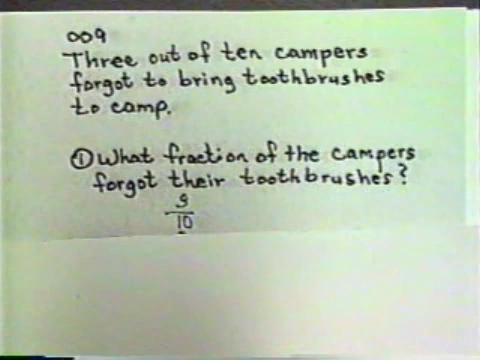 009
Three out of ten campers
forgot to bring toothbrushes
to camp.
① What fraction of the campers
forgot their toothbrushes?
3
10